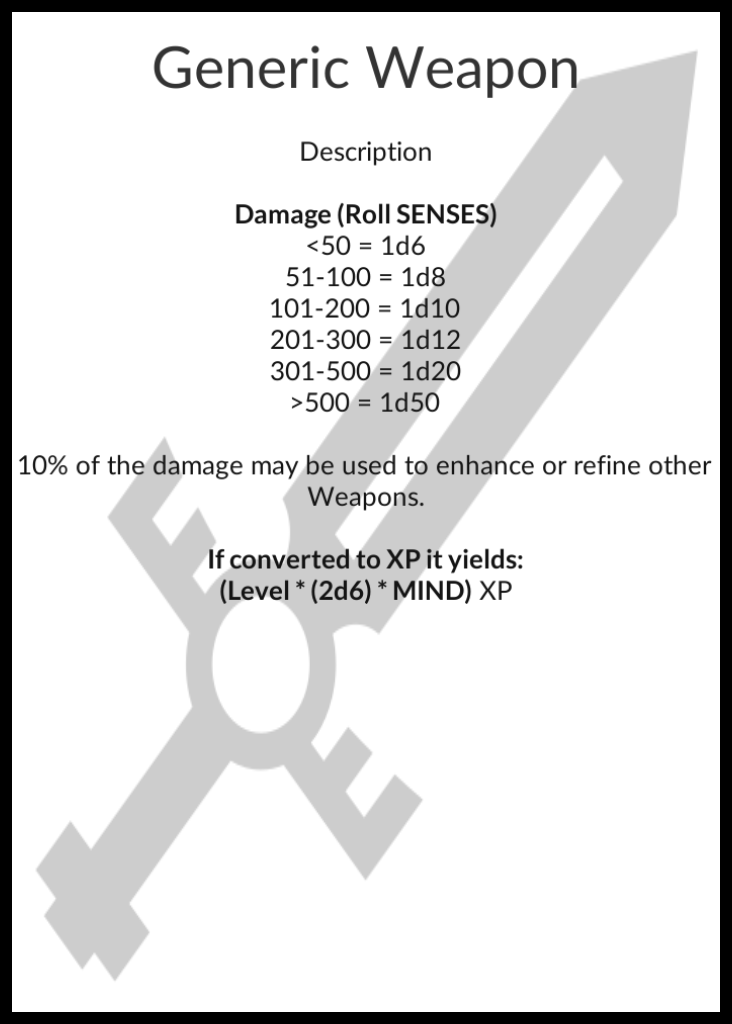 Generic Weapon
Description
Damage (Roll SENSES)
<50 = 1d6
51-100 = 1d8
101-200 = 1d10
201-300 = 1d12
301-500 = 1d20
>500 = 1d50
10% of the damage may be used to enhance or refine other
Weapons.
If converted to XP it yields:
(Level * (2d6) * MIND) XP